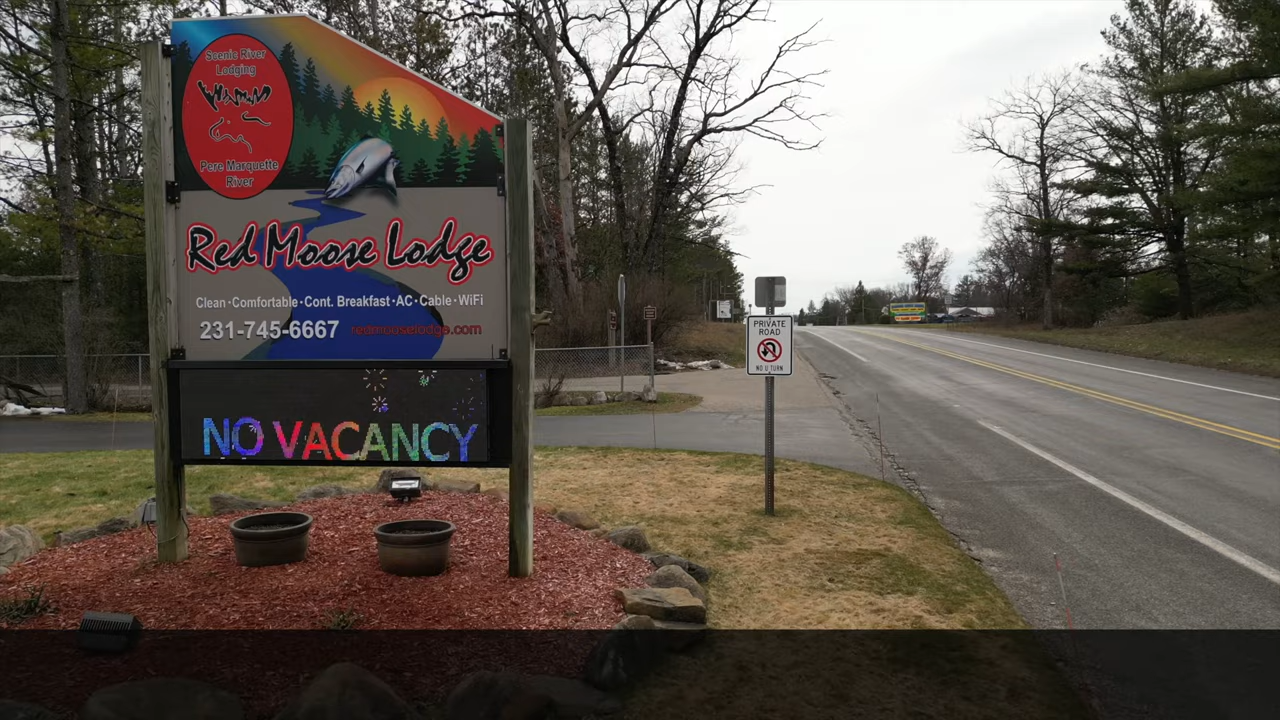 Scenic River
Lodging
Pere Marquette
River
Red Moose Lodge
Clean·Comfortable·Cont. Breakfast·AC·Cable·WiFi
231-745-6667 redmooselodge.com
NO VACANCY
PRIVATE
ROAD
NO U TURN